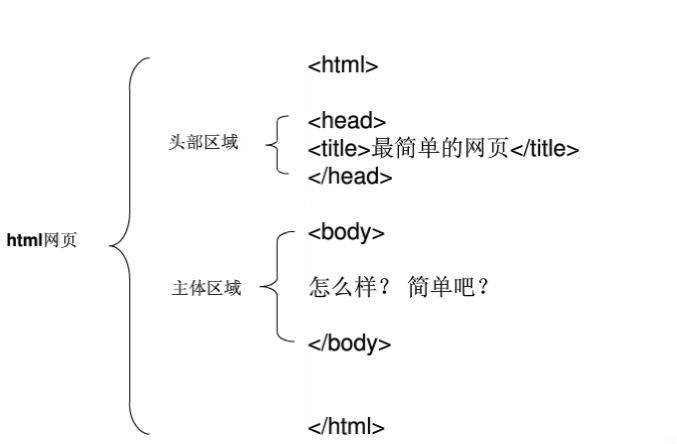 <html>
头部区域
<head>
<title>最简单的网页</title>
</head>
html网页
<body>
主体区域
怎么样？ 简单吧？
</body>
</html>